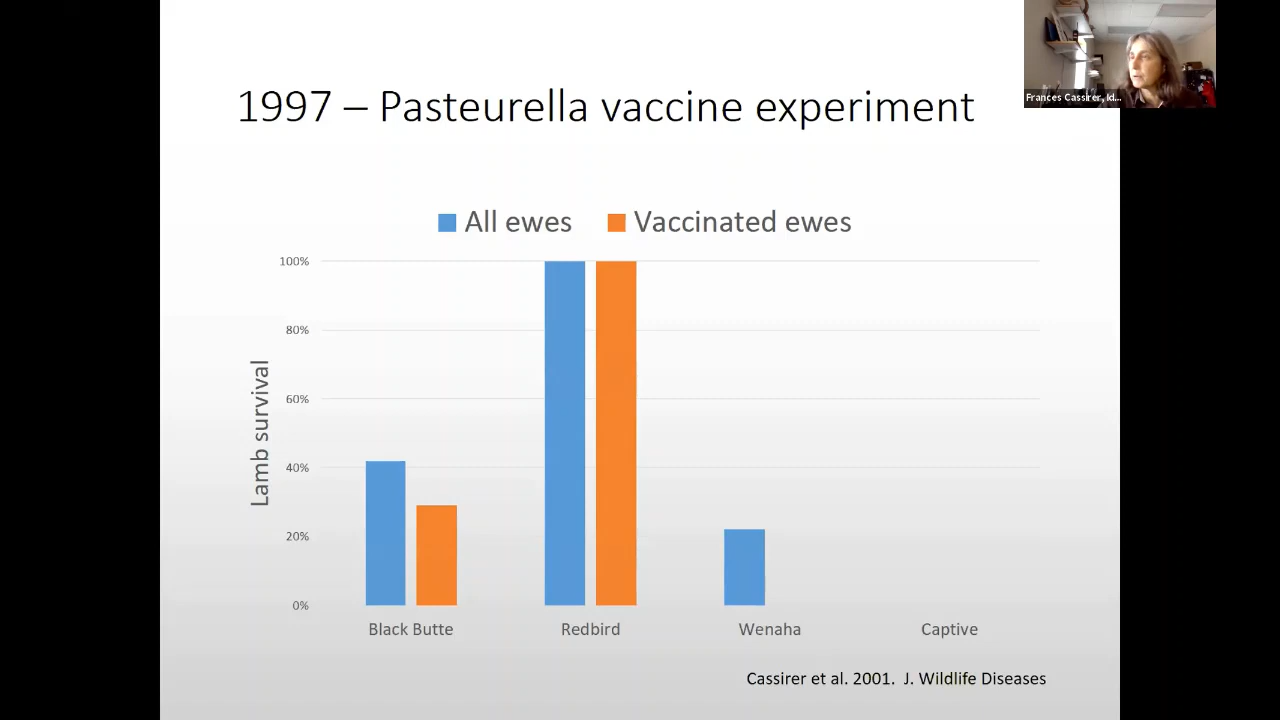 1997 – Pasteurella vaccine experiment
Frances Cassirer, Id...
All ewes Vaccinated ewes
Lamb survival
100%
80%
60%
40%
20%
0%
Black Butte Redbird Wenaha Captive
Cassirer et al. 2001. J. Wildlife Diseases